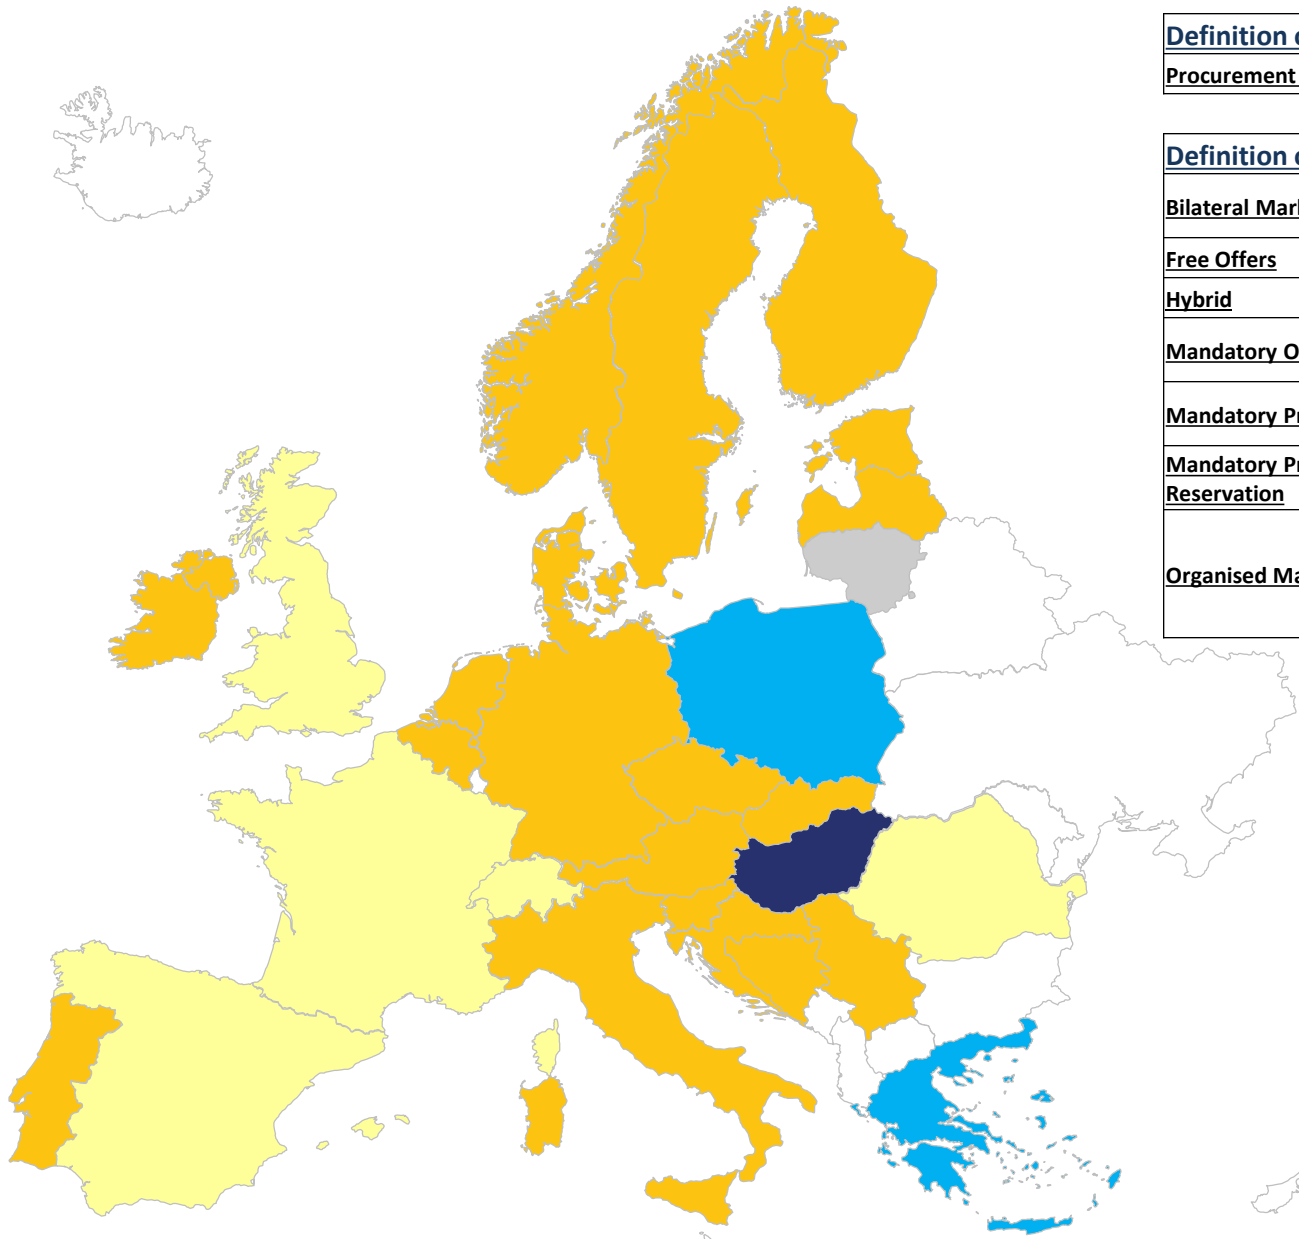 Definition
Procurement
Definition
Bilateral
Free Offers
Hybrid
Mandatory
Mandatory
Mandatory
Reservation
Organised